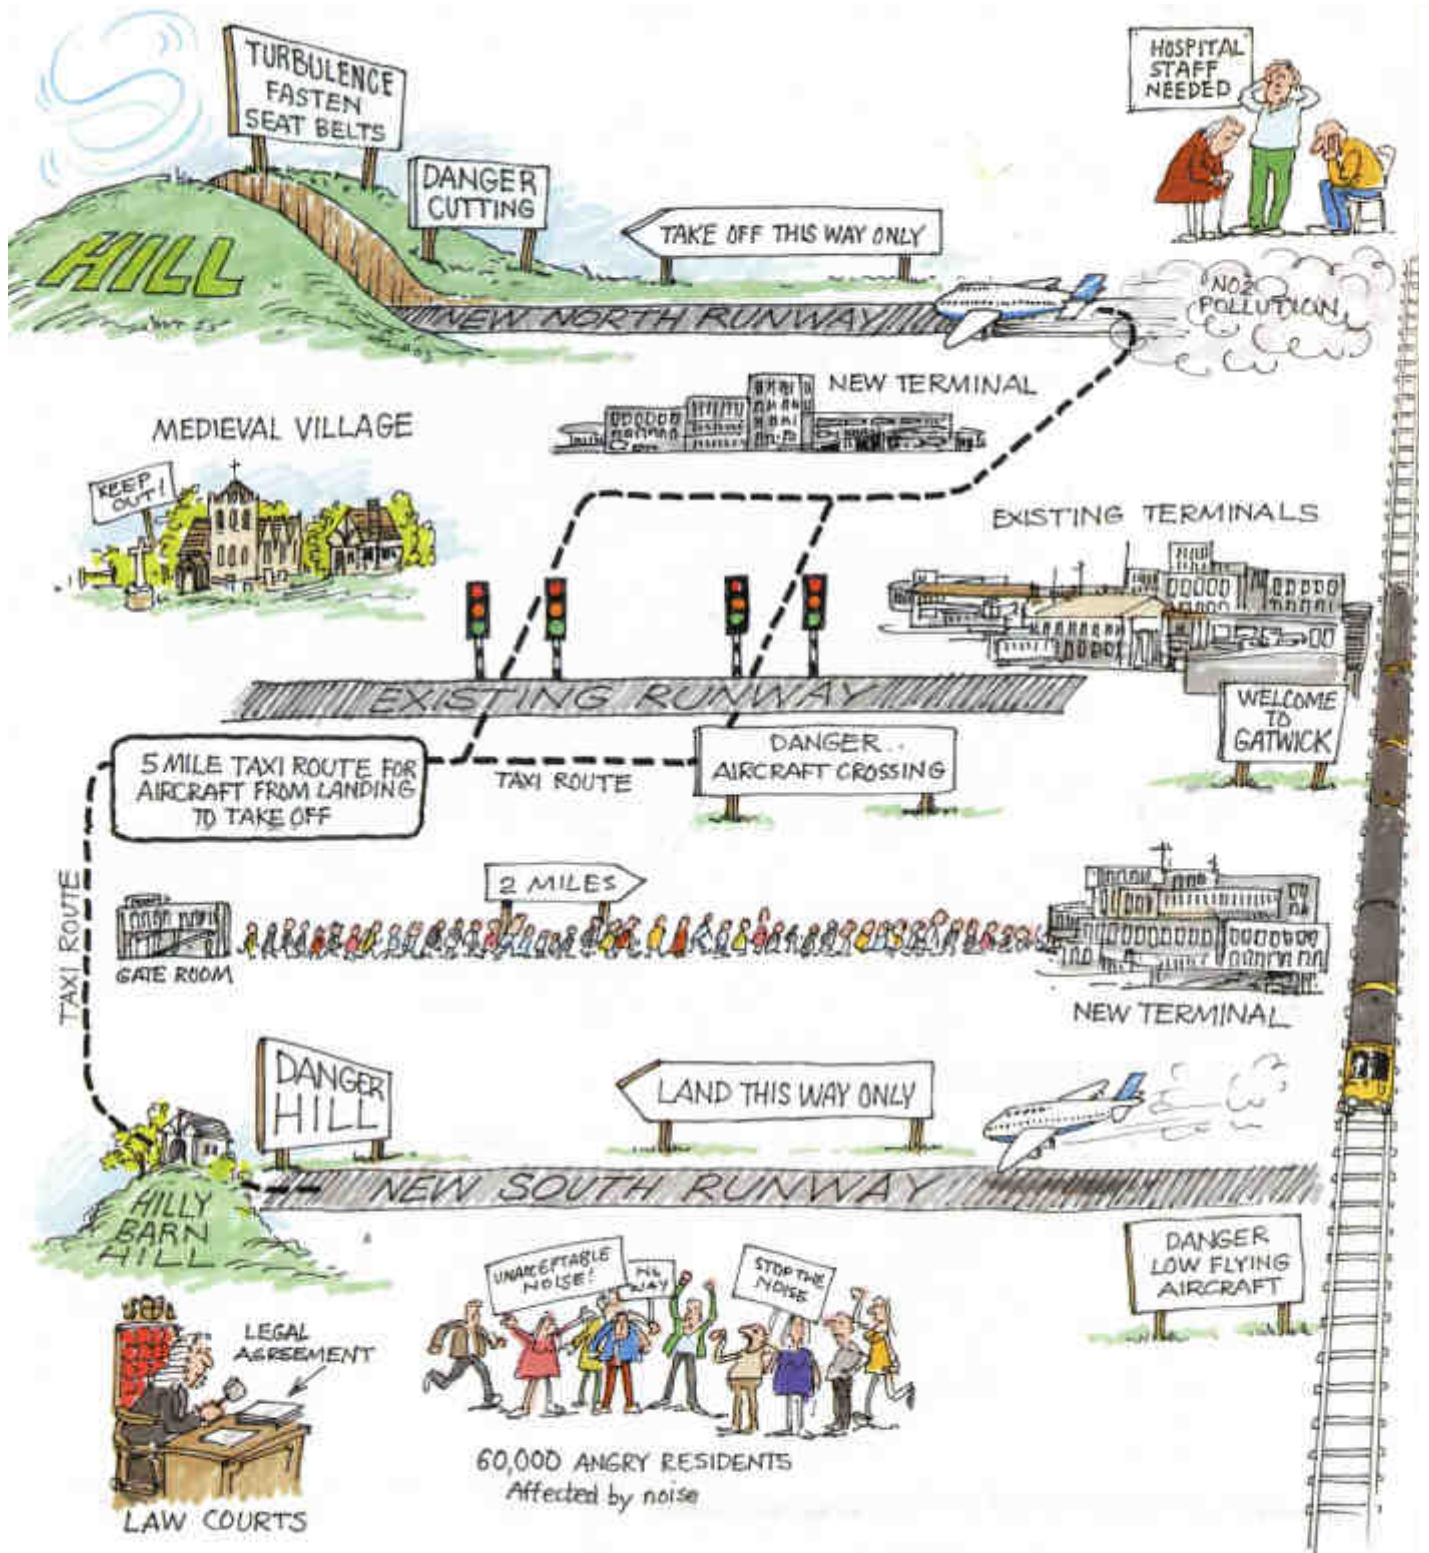 TURBULENCE
FASTEN
SEAT BELTS
HOSPITAL
STAFF
NEEDED
DANGER
CUTTING
TAKE OFF THIS WAY ONLY
HILL
NEW NORTH RUNWAY
NO2
POLLUTION
NEW TERMINAL
MEDIEVAL VILLAGE
KEEP
OUT!
EXISTING TERMINALS
EXISTING RUNWAY
WELCOME
TO
GATWICK
DANGER..
AIRCRAFT CROSSING
5 MILE TAXI ROUTE FOR
AIRCRAFT FROM LANDING
TO TAKE OFF
TAXI ROUTE
TAXI ROUTE
2 MILES
GATE ROOM
NEW TERMINAL
DANGER
HILL
LAND THIS WAY ONLY
NEW SOUTH RUNWAY
HILLY
BARN
HILL
DANGER
LOW FLYING
AIRCRAFT
UNACCEPTABLE
NOISE!
NO
WAY
STOP THE
NOISE
LEGAL
AGREEMENT
60,000 ANGRY RESIDENTS
Affected by noise
LAW COURTS